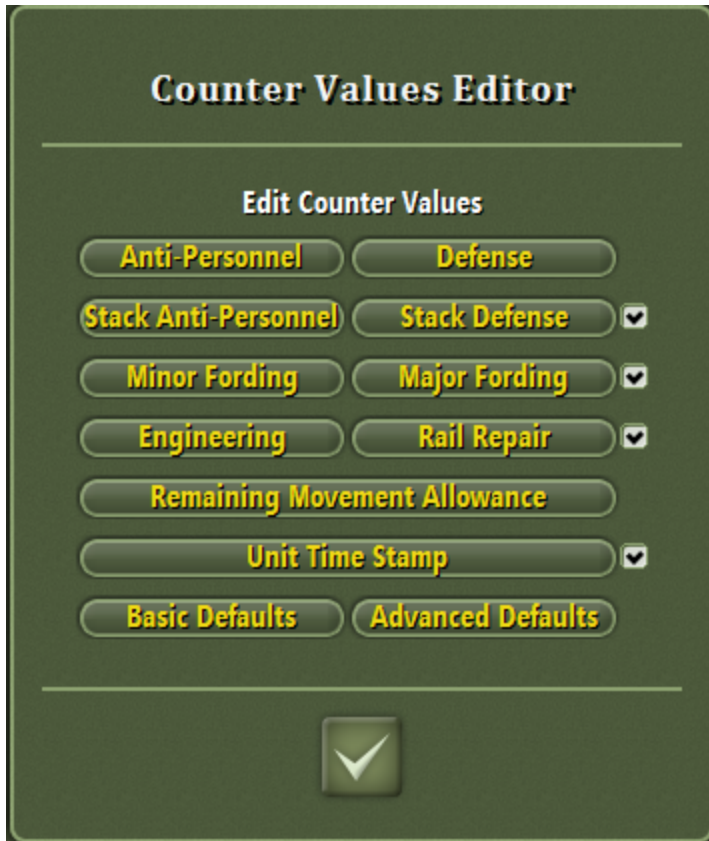 Counter Values Editor
Edit Counter Values
Anti-Personnel Defense
Stack Anti-Personnel Stack Defense
Minor Fording Major Fording
Engineering Rail Repair
Remaining Movement Allowance
Unit Time Stamp
Basic Defaults Advanced Defaults